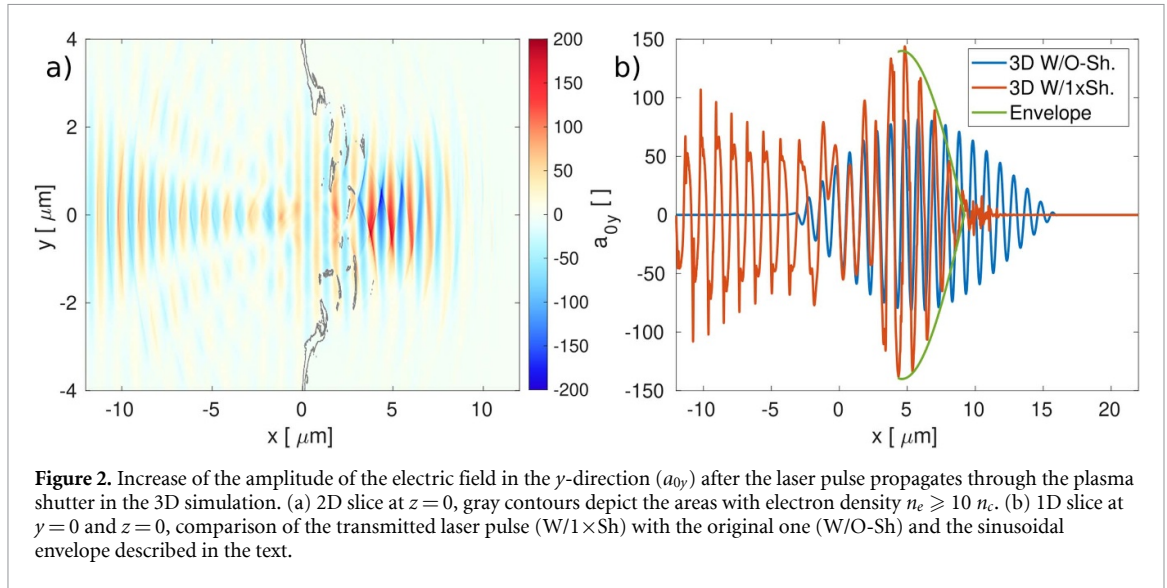 a)
4
2
0
-2
-4
y [ μm]
-10
-5
0
5
10
x [ μm]
200
150
100
50
0
-50
-100
-150
-200
b)
150
100
50
0
-50
-100
-150
a0y [ ]
-10
-5
0
5
10
15
20
x [ μm]
3D W/O-Sh.
3D W/1xSh.
Envelope
Figure 2. Increase of the amplitude of the electric field in the y-direction (a0y) after the laser pulse propagates through the plasma
shutter in the 3D simulation. (a) 2D slice at z = 0, gray contours depict the areas with electron density ne ⩾ 10 nc. (b) 1D slice at
y = 0 and z = 0, comparison of the transmitted laser pulse (W/1×Sh) with the original one (W/O-Sh) and the sinusoidal
envelope described in the text.